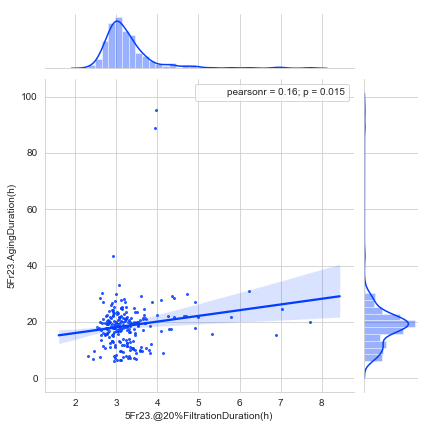 pearsonr = 0.16; p = 0.015
100
80
60
40
20
0
5Fr23.AgingDuration(h)
2 3 4 5 6 7 8
5Fr23.@20%FiltrationDuration(h)